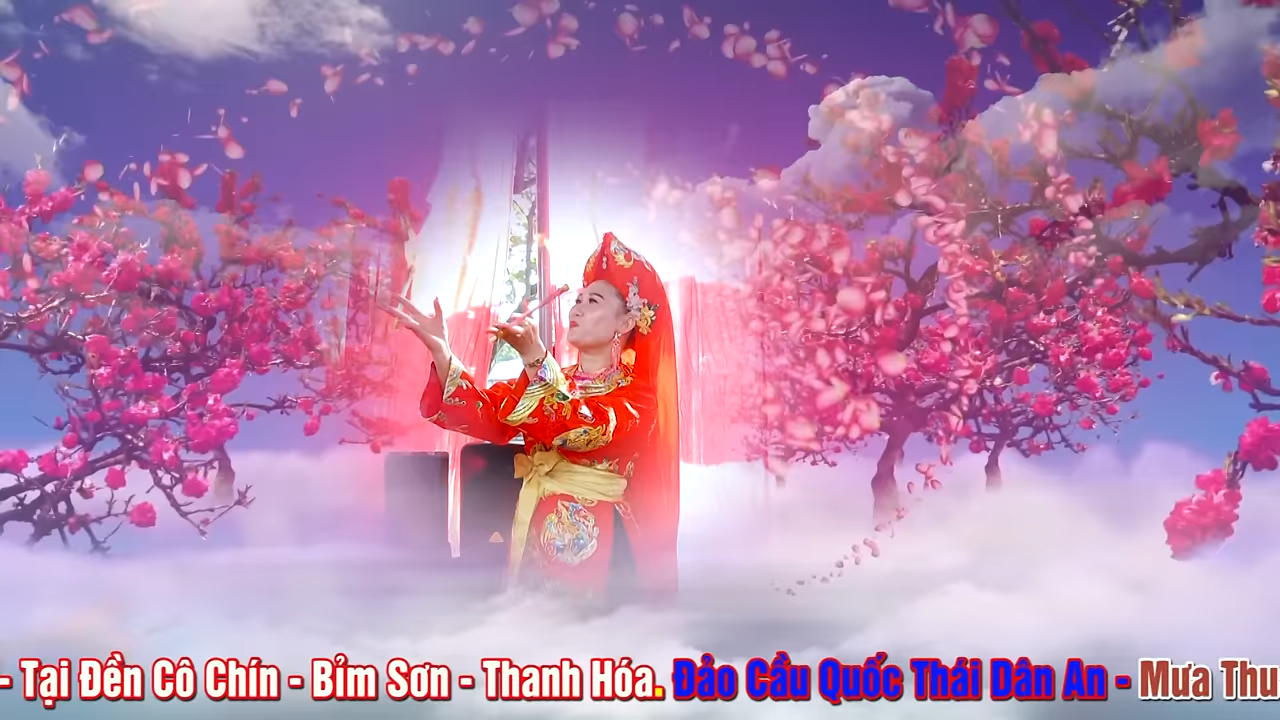 - Tại Đền Cô Chín - Bỉm Sơn - Thanh Hóa. Đảo Cầu Quốc Thái Dân An - Mưa Thu